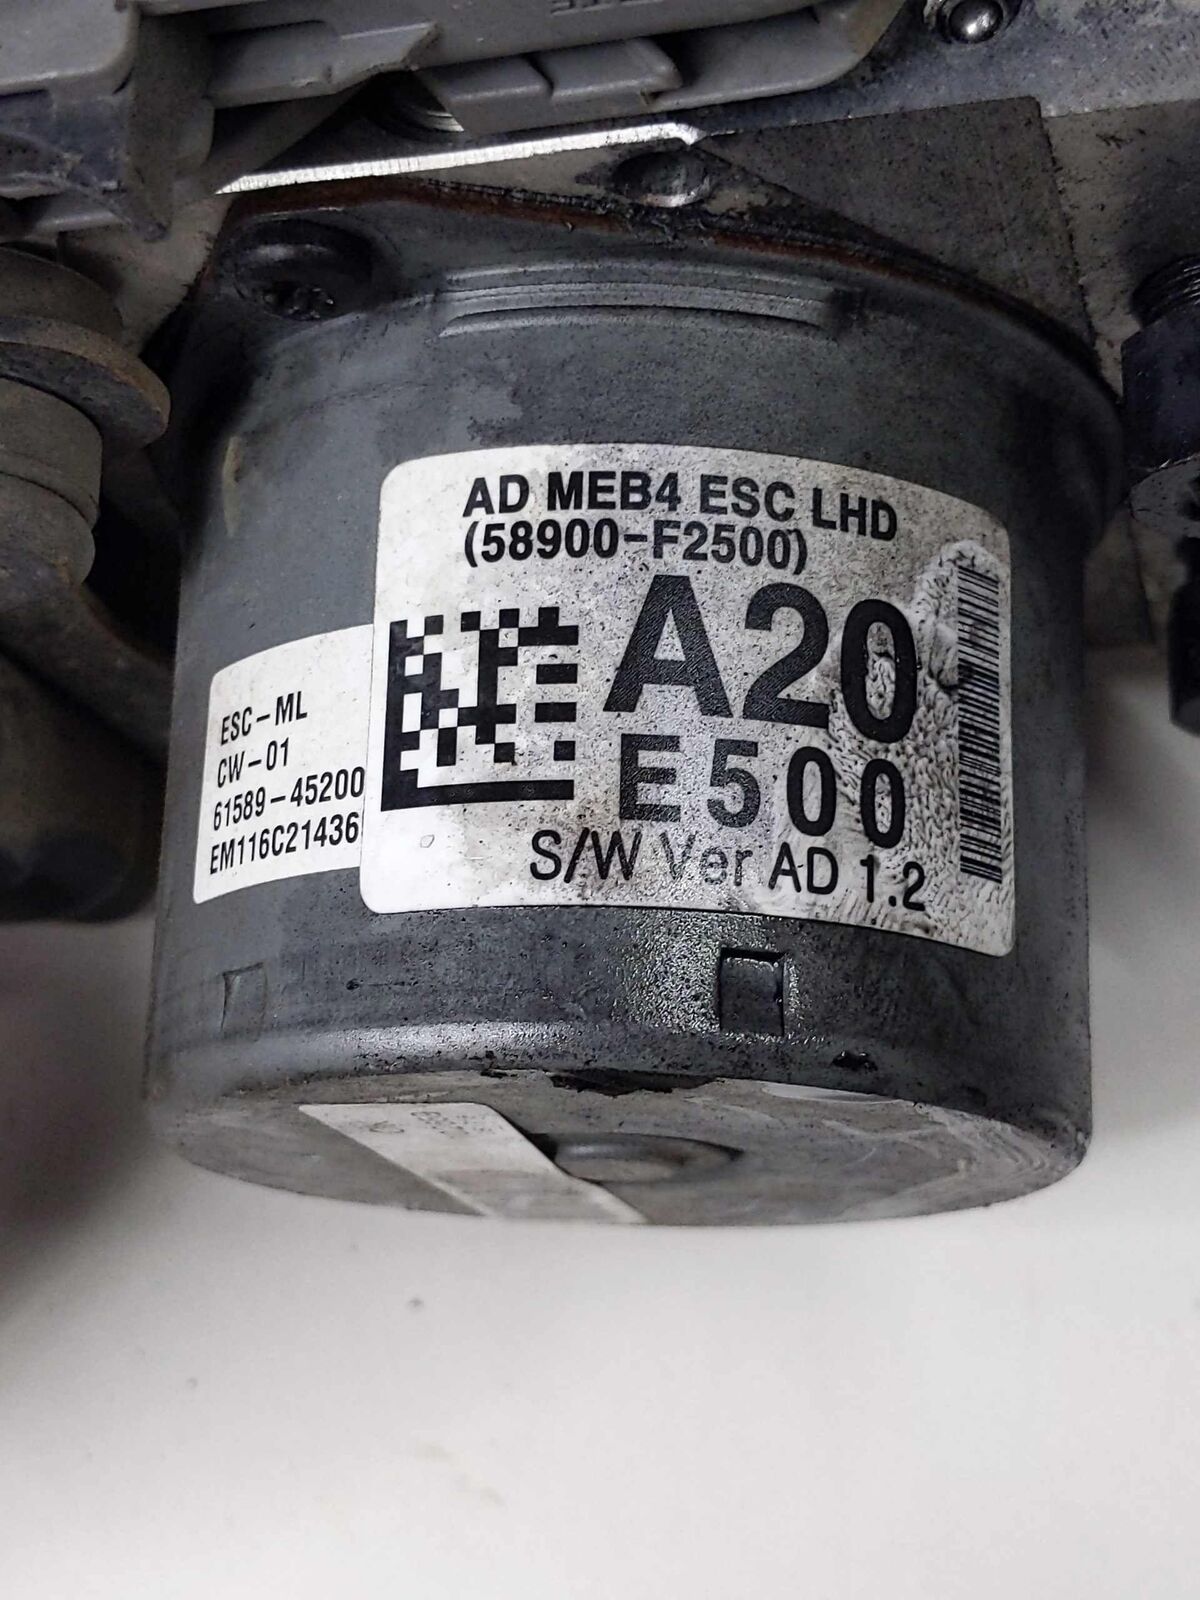 AD MEB4 ESC LHD
(58900-F2500)
A20
E500
S/W Ver AD 1.2
ESC-ML
CW-01
61589-45200
EM116C21436